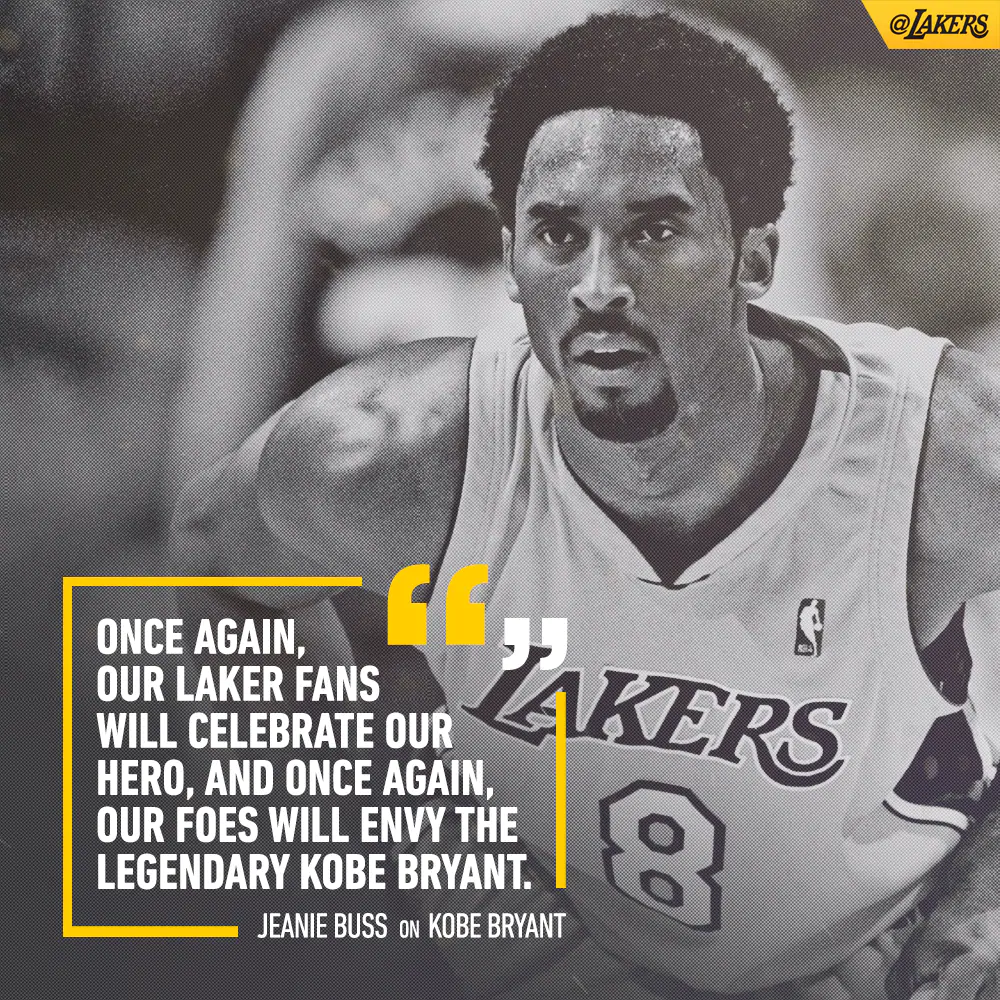 @LAKERS
“ ”
ONCE AGAIN,
OUR LAKER FANS
WILL CELEBRATE OUR
HERO, AND ONCE AGAIN,
OUR FOES WILL ENVY THE
LEGENDARY KOBE BRYANT.
JEANIE BUSS ON KOBE BRYANT
NBA
LAKERS
8